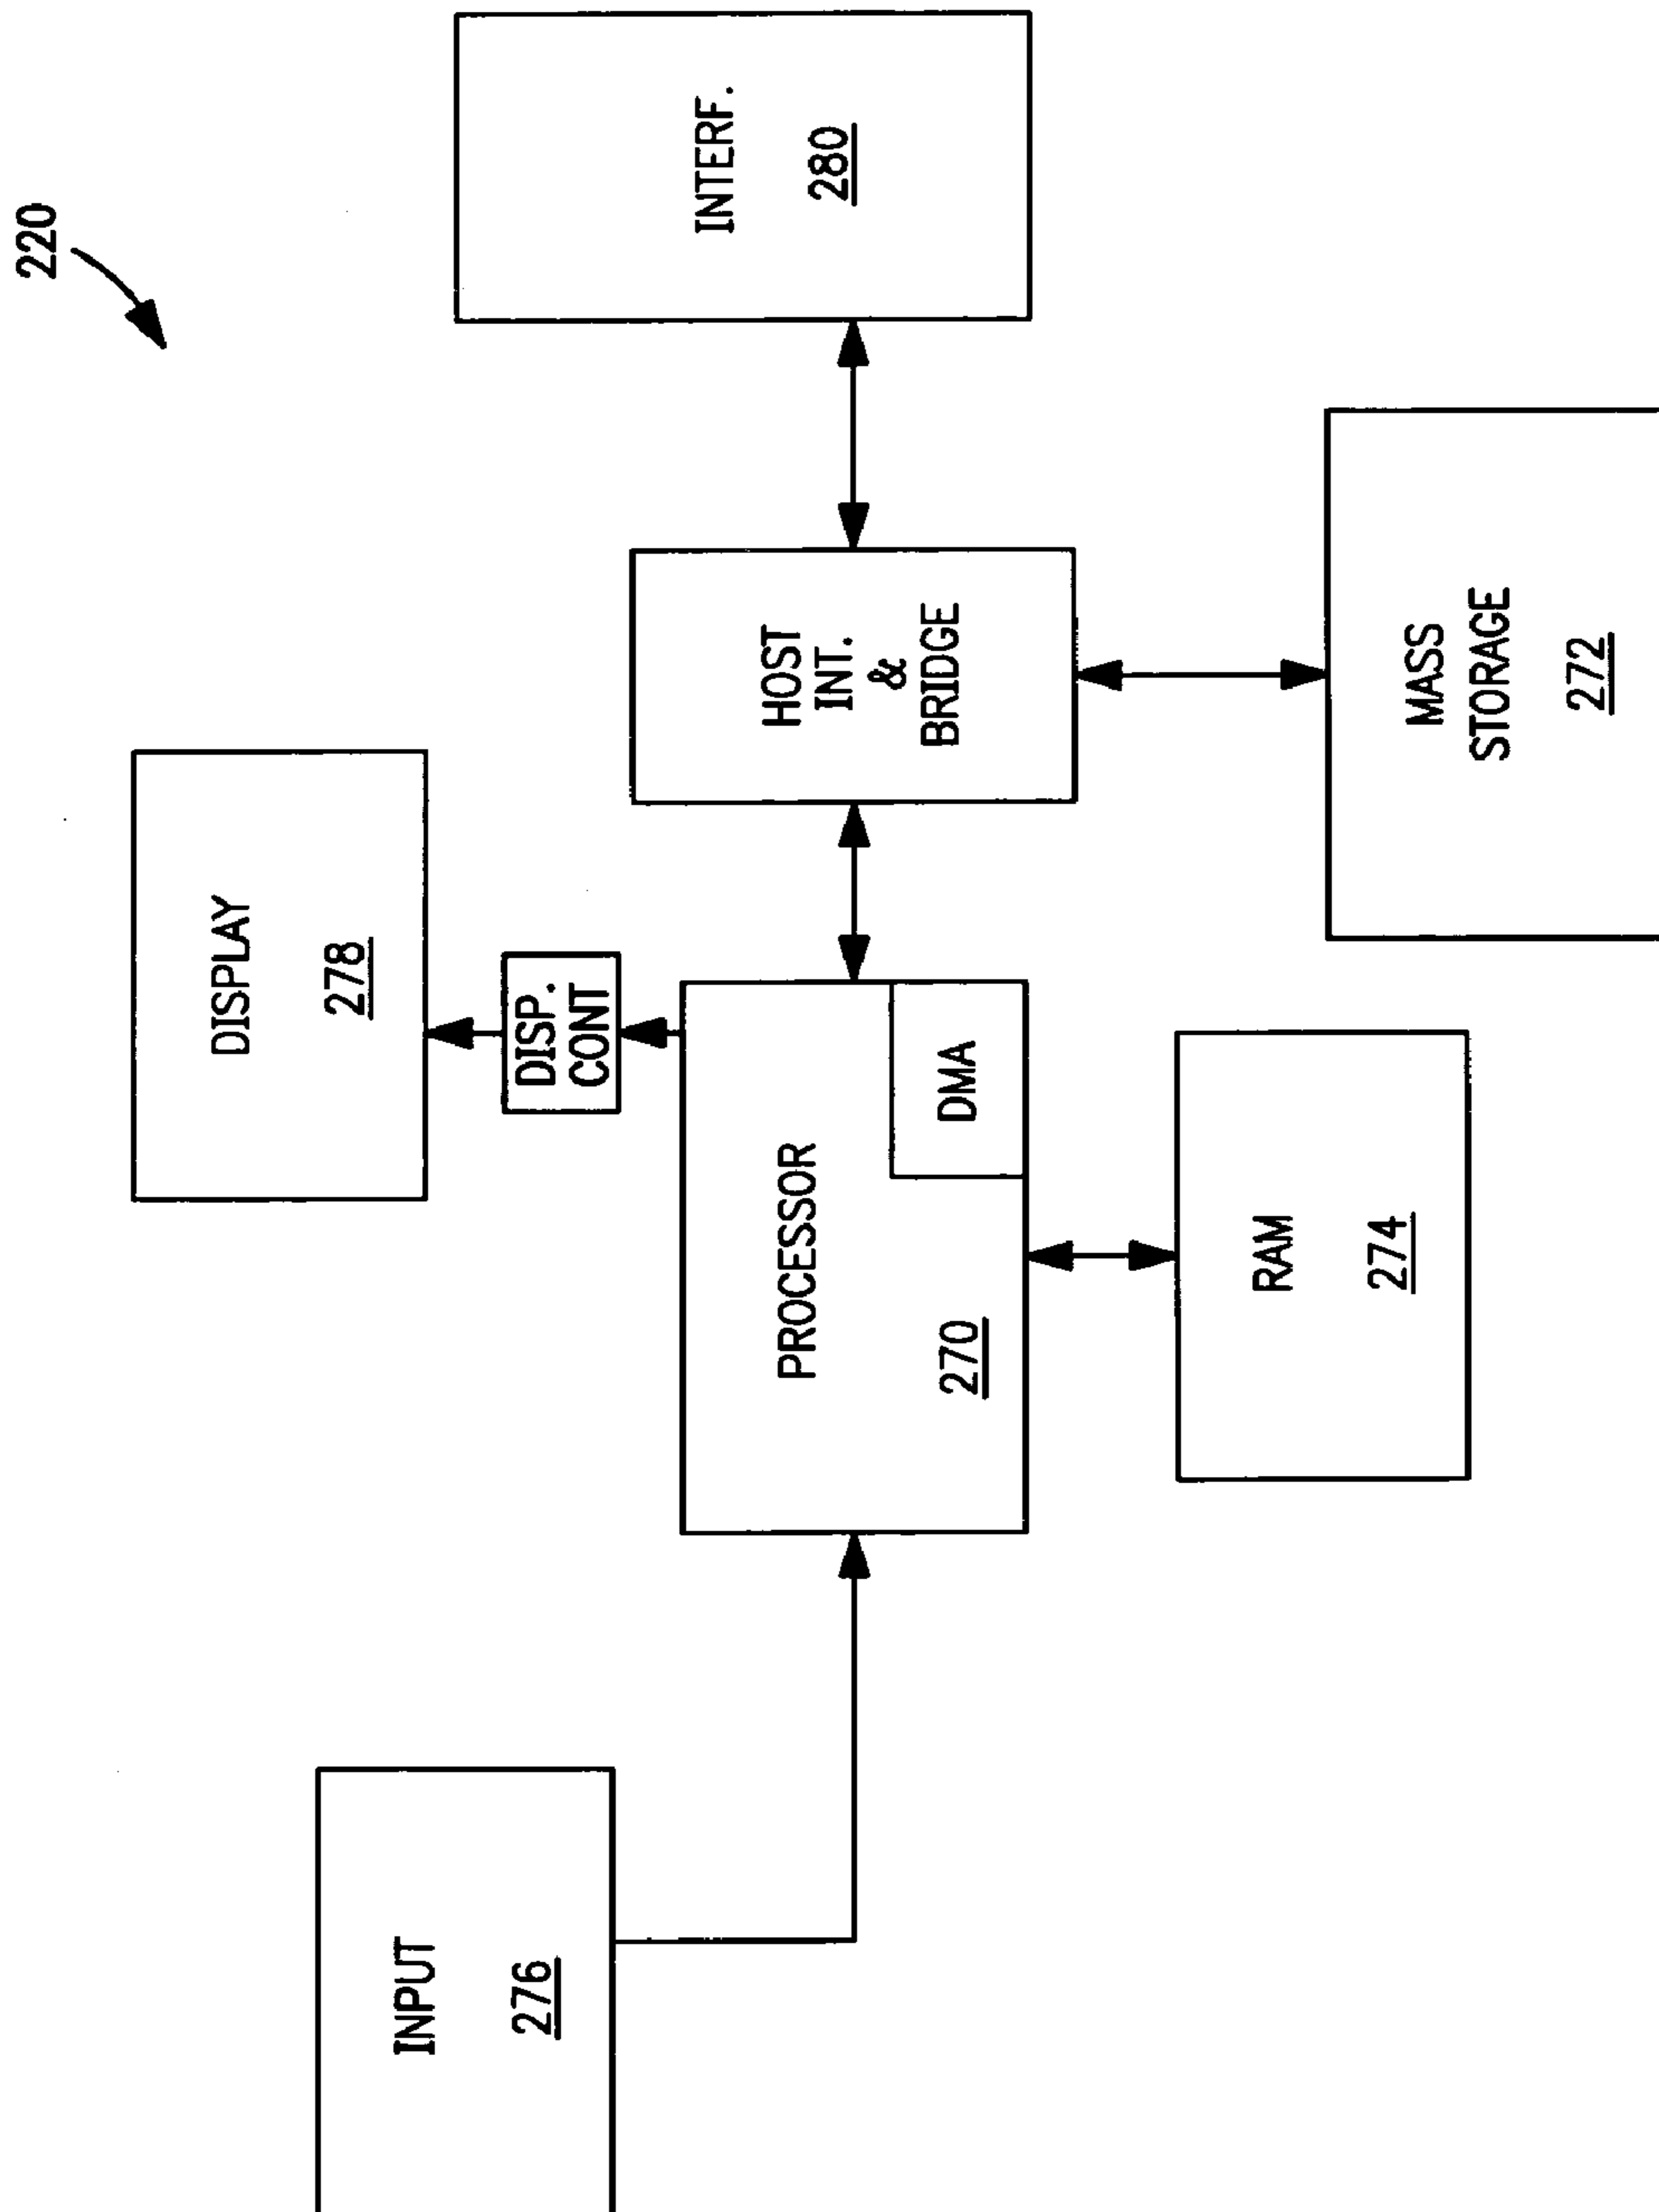 220
DISPLAY
278
DISP.
CONT
INPUT
276
PROCESSOR
270
DMA
HOST
INT.
&
BRIDGE
INTERF.
280
RAM
274
MASS
STORAGE
272